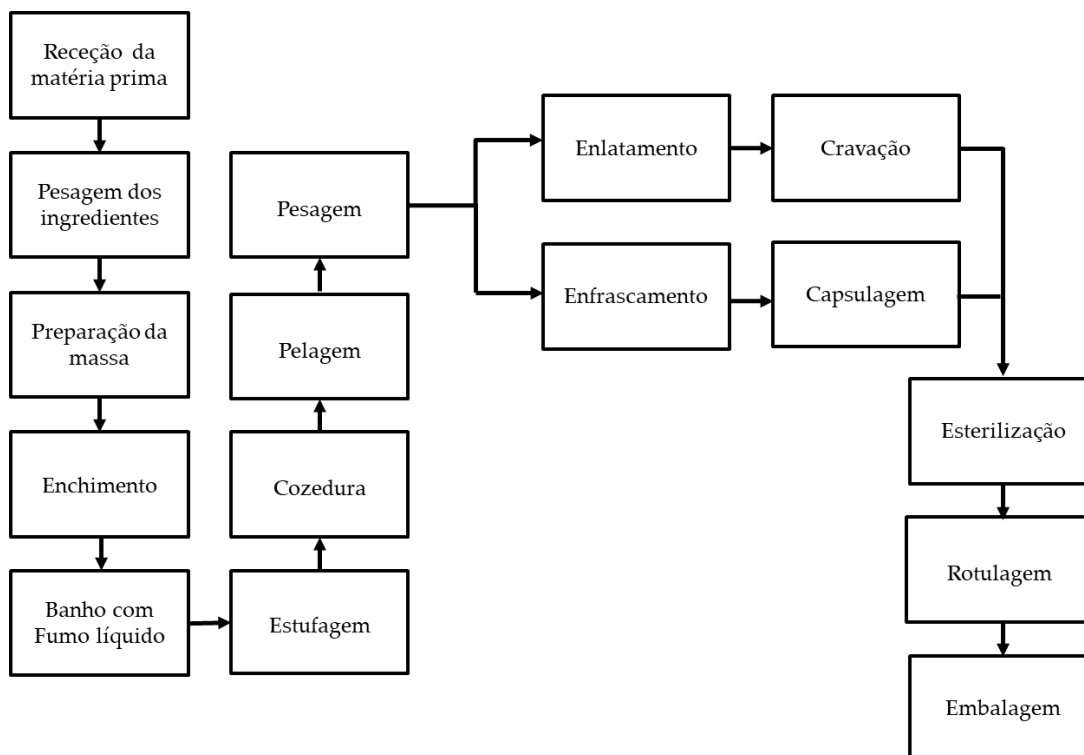 Receção da
matéria prima
Pesagem dos
ingredientes
Preparação da
massa
Enchimento
Banho com
Fumo líquido
Estufagem
Cozedura
Pelagem
Pesagem
Enlatamento
Cravação
Enfrascamento
Capsulagem
Esterilização
Rotulagem
Embalagem